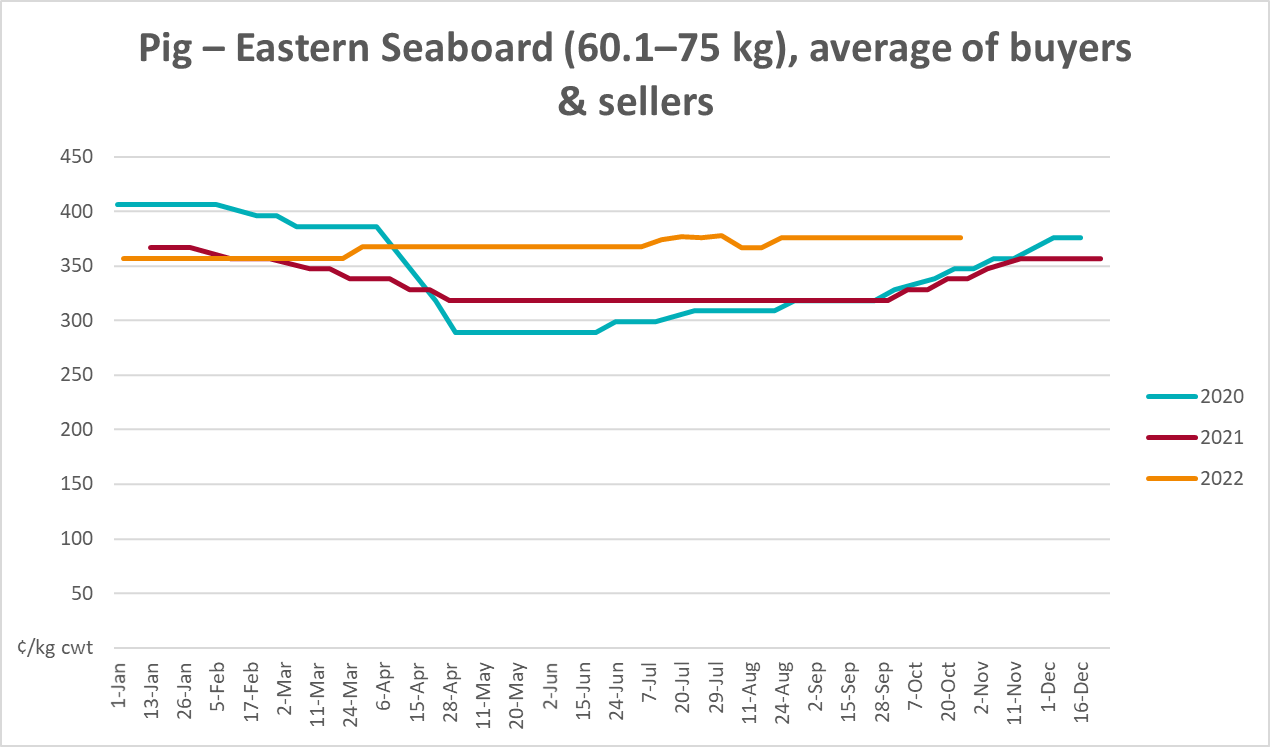 Pig – Eastern Seaboard (60.1–75 kg), average of buyers
& sellers
450
400
350
300
250
200
150
100
50
¢/kg cwt
1-Jan
13-Jan
26-Jan
5-Feb
17-Feb
2-Mar
11-Mar
24-Mar
6-Apr
15-Apr
28-Apr
11-May
20-May
2-Jun
15-Jun
24-Jun
7-Jul
20-Jul
29-Jul
11-Aug
24-Aug
2-Sep
15-Sep
28-Sep
7-Oct
20-Oct
2-Nov
11-Nov
1-Dec
16-Dec
2020
2021
2022